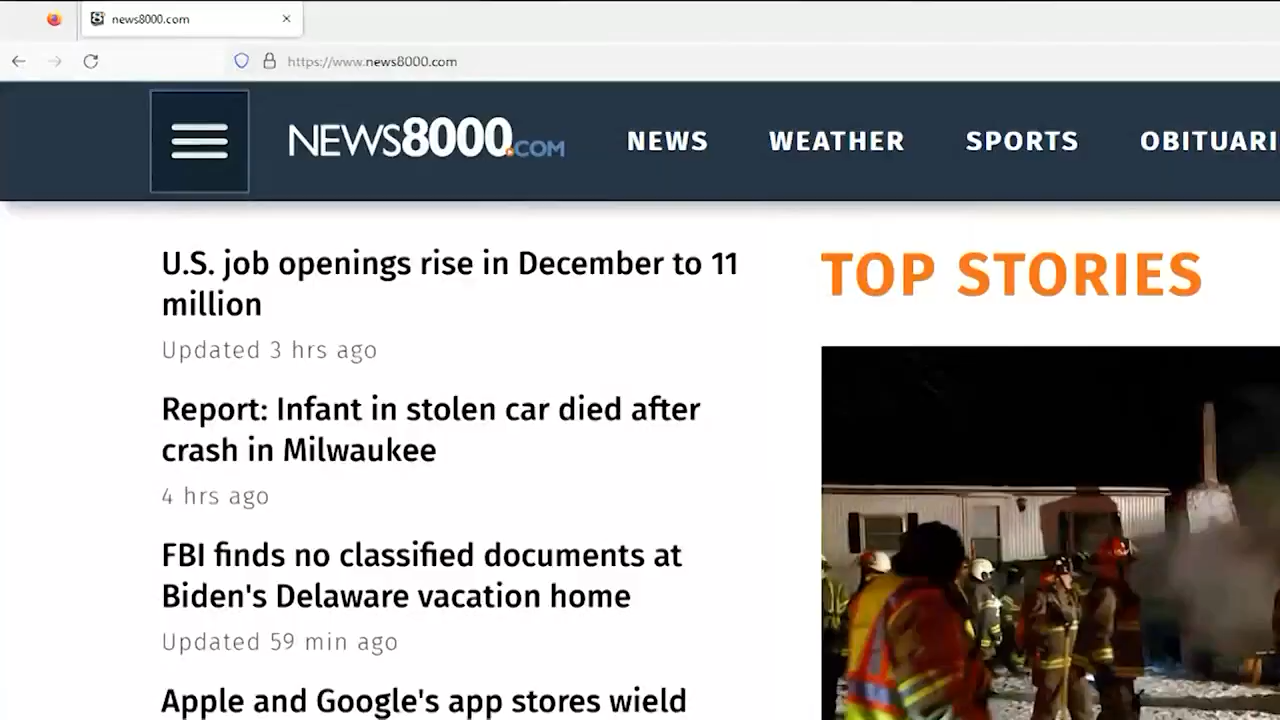 news8000.com
https://www.news8000.com
NEWS8000.COM
NEWS
WEATHER
SPORTS
OBITUARI
U.S. job openings rise in December to 11
million
Updated 3 hrs ago
Report: Infant in stolen car died after
crash in Milwaukee
4 hrs ago
FBI finds no classified documents at
Biden's Delaware vacation home
Updated 59 min ago
Apple and Google's app stores wield
TOP STORIES